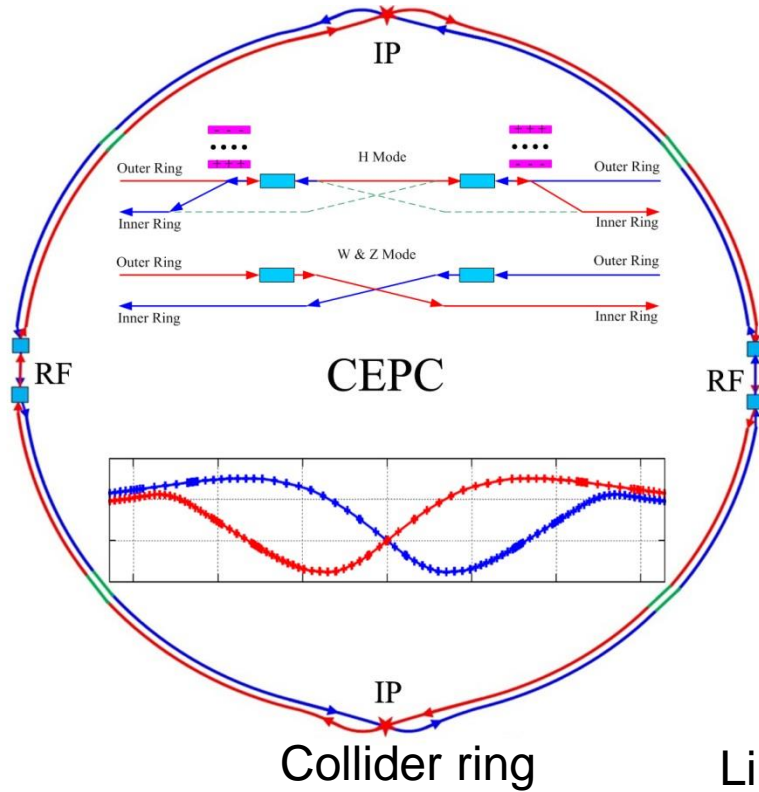 IP
- - -
+ + +
• • • •
• • • •
+ + +
- - -
Outer Ring
H Mode
Outer Ring
Inner Ring
Inner Ring
W & Z Mode
Outer Ring
Outer Ring
Inner Ring
Inner Ring
RF
CEPC
RF
IP
Collider ring
Li